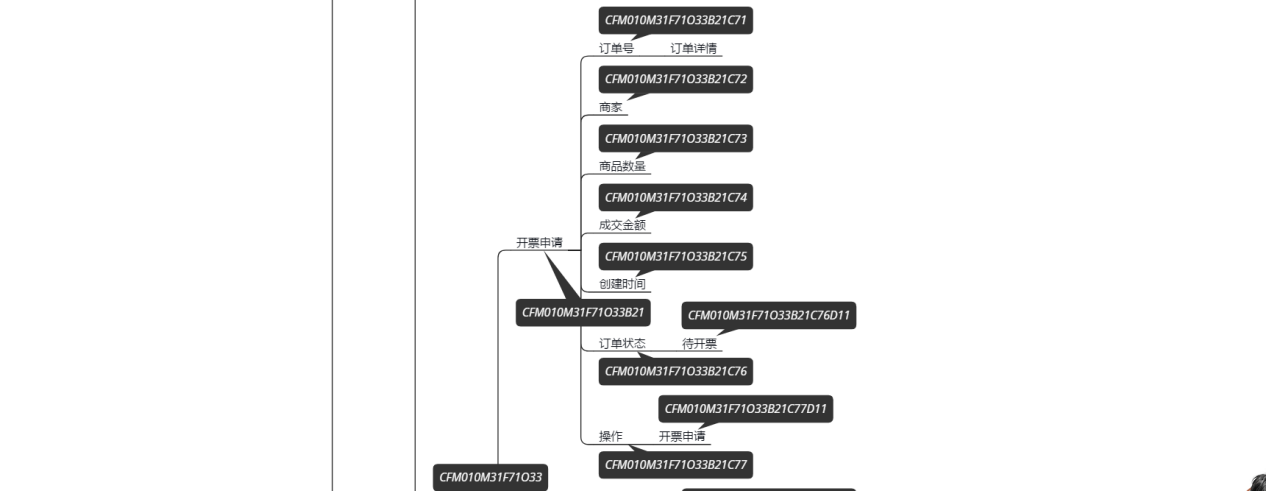 CFM010M31F71O33B21C71
订单号 订单详情
CFM010M31F71O33B21C72
商家
CFM010M31F71O33B21C73
商品数量
CFM010M31F71O33B21C74
成交金额
开票申请
CFM010M31F71O33B21C75
创建时间
CFM010M31F71O33B21
CFM010M31F71O33B21C76D11
订单状态 待开票
CFM010M31F71O33B21C76
CFM010M31F71O33B21C77D11
操作 开票申请
CFM010M31F71O33B21C77
CFM010M31F71O33